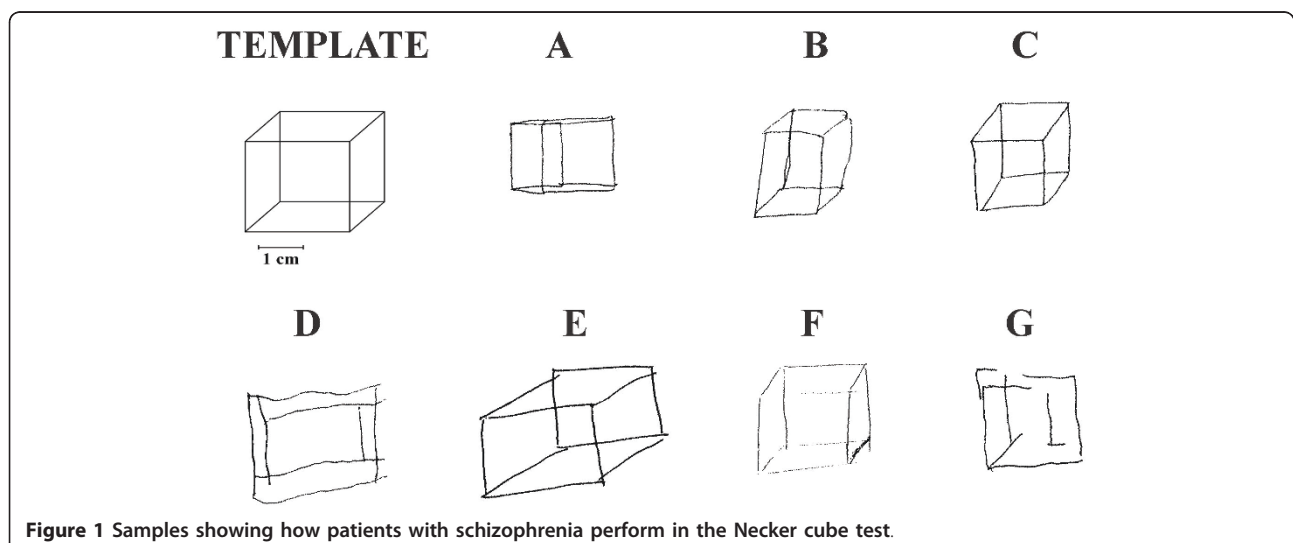 TEMPLATE A B C
1 cm
D E F G
Figure 1 Samples showing how patients with schizophrenia perform in the Necker cube test.